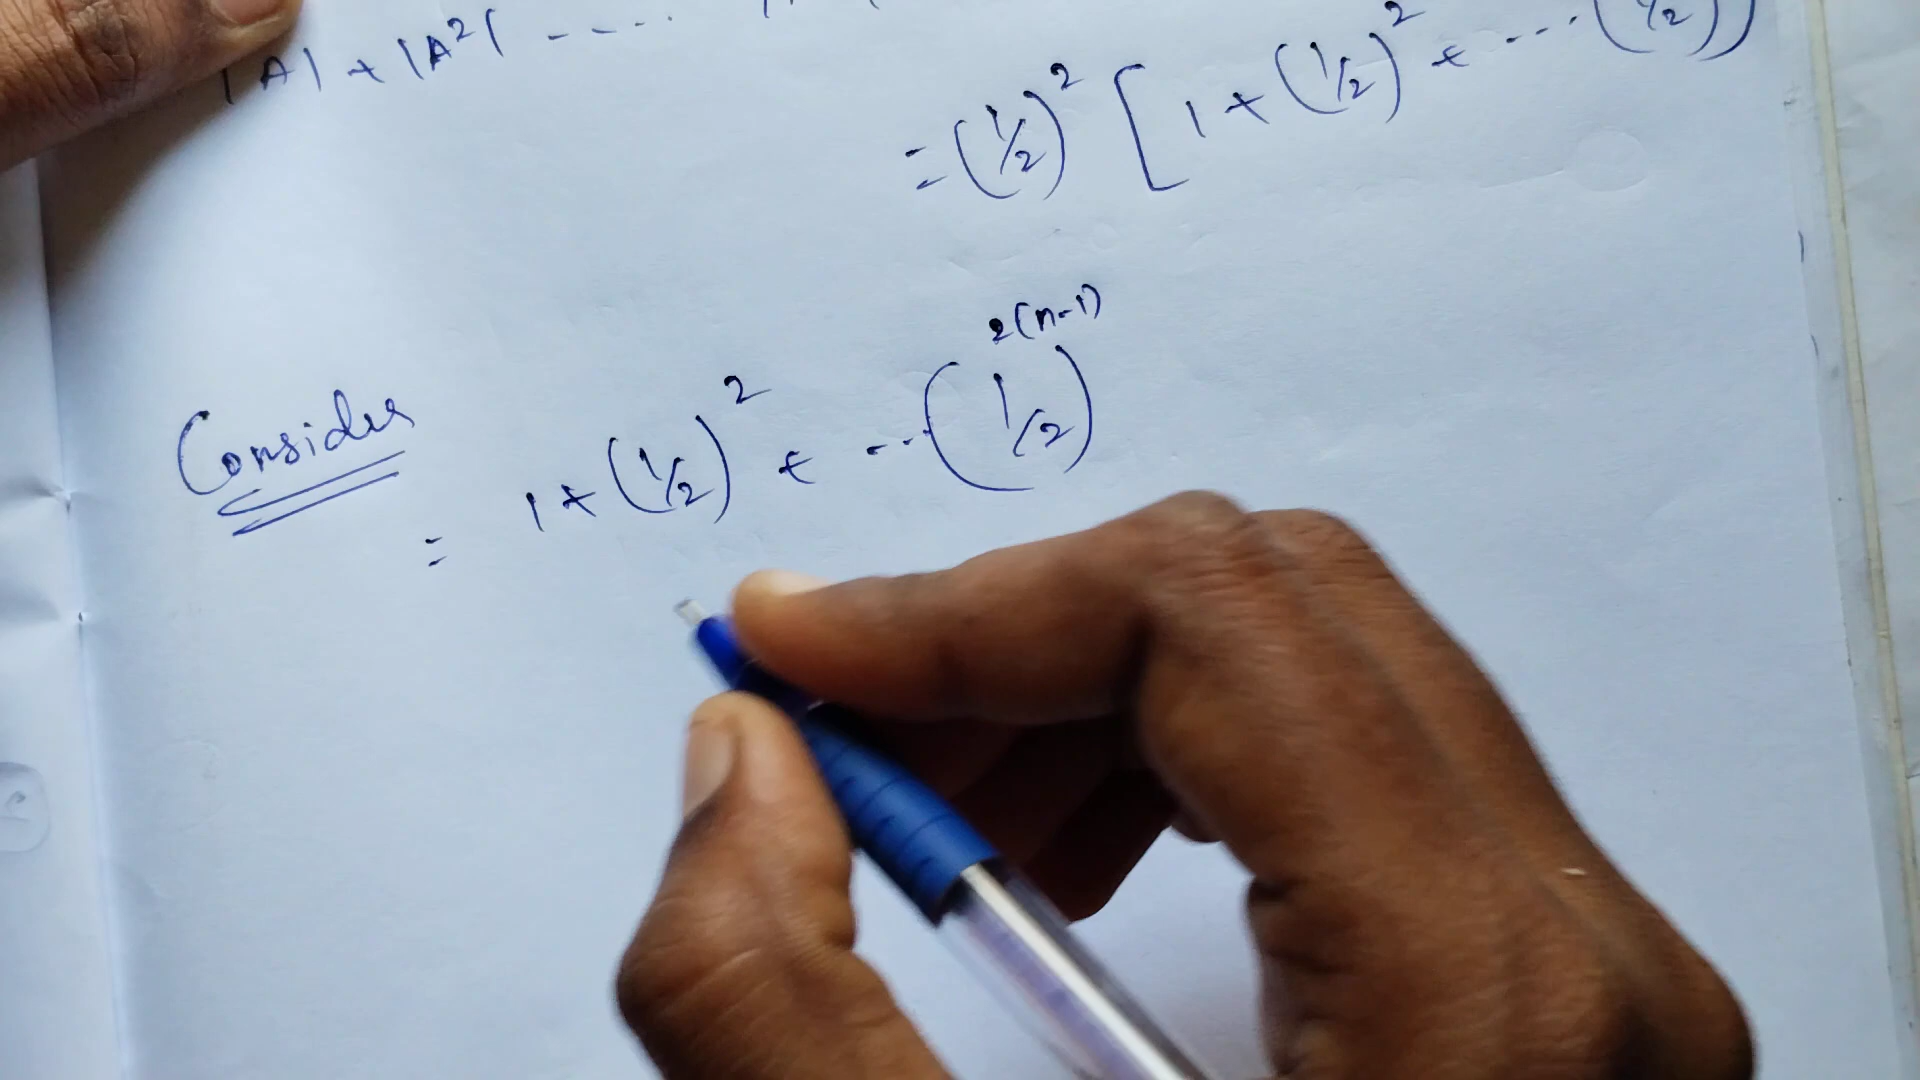 |A| + |A²| ----
= (1/2)² [ 1 + (1/2)² + ---- (1/2) ]
Consider 1 + (1/2)² + ---- (1/2)²⁽ⁿ⁻¹⁾
=